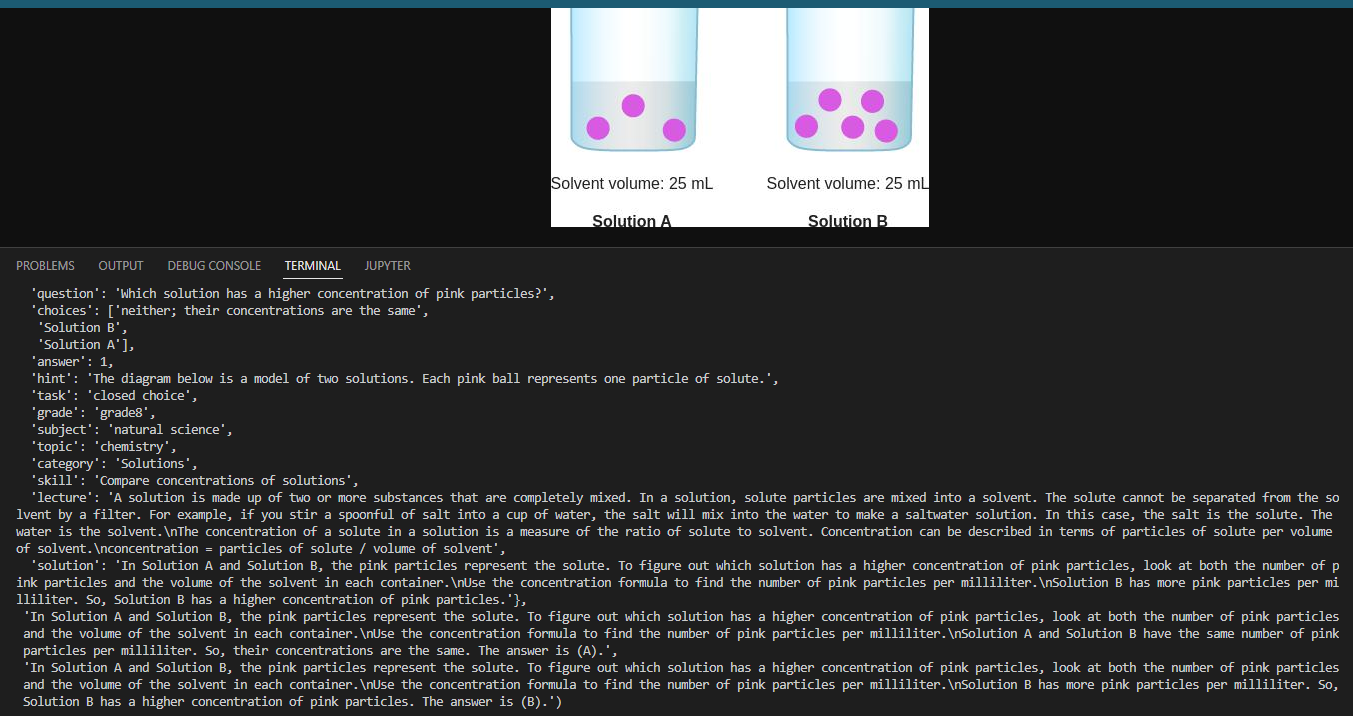 Solvent volume: 25 mL Solvent volume: 25 mL
Solution A Solution B
PROBLEMS OUTPUT DEBUG CONSOLE TERMINAL JUPYTER
'question': 'Which solution has a higher concentration of pink particles?',
'choices': ['neither; their concentrations are the same',
'Solution B',
'Solution A'],
'answer': 1,
'hint': 'The diagram below is a model of two solutions. Each pink ball represents one particle of solute.',
'task': 'closed choice',
'grade': 'grade8',
'subject': 'natural science',
'topic': 'chemistry',
'category': 'Solutions',
'skill': 'Compare concentrations of solutions',
'lecture': 'A solution is made up of two or more substances that are completely mixed. In a solution, solute particles are mixed into a solvent. The solute cannot be separated from the so
lvent by a filter. For example, if you stir a spoonful of salt into a cup of water, the salt will mix into the water to make a saltwater solution. In this case, the salt is the solute. The
water is the solvent.\nThe concentration of a solute in a solution is a measure of the ratio of solute to solvent. Concentration can be described in terms of particles of solute per volume
of solvent.\nconcentration = particles of solute / volume of solvent',
'solution': 'In Solution A and Solution B, the pink particles represent the solute. To figure out which solution has a higher concentration of pink particles, look at both the number of p
ink particles and the volume of the solvent in each container.\nUse the concentration formula to find the number of pink particles per milliliter.\nSolution B has more pink particles per mi
lliliter. So, Solution B has a higher concentration of pink particles.'},
'In Solution A and Solution B, the pink particles represent the solute. To figure out which solution has a higher concentration of pink particles, look at both the number of pink particles
and the volume of the solvent in each container.\nUse the concentration formula to find the number of pink particles per milliliter.\nSolution A and Solution B have the same number of pink
particles per milliliter. So, their concentrations are the same. The answer is (A).',
'In Solution A and Solution B, the pink particles represent the solute. To figure out which solution has a higher concentration of pink particles, look at both the number of pink particles
and the volume of the solvent in each container.\nUse the concentration formula to find the number of pink particles per milliliter.\nSolution B has more pink particles per milliliter. So,
Solution B has a higher concentration of pink particles. The answer is (B).')